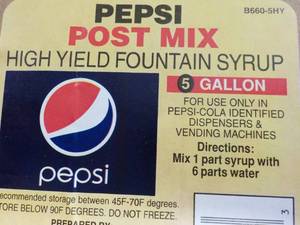 PEPSI
B660-5HY
POST MIX
HIGH YIELD FOUNTAIN SYRUP
5 GALLON
FOR USE ONLY IN
PEPSI-COLA IDENTIFIED
DISPENSERS &
VENDING MACHINES
Directions:
Mix 1 part syrup with
6 parts water
pepsi
ecommended storage between 45F-70F degrees.
TORE BELOW 90F DEGREES. DO NOT FREEZE.
PREPARED BY
3